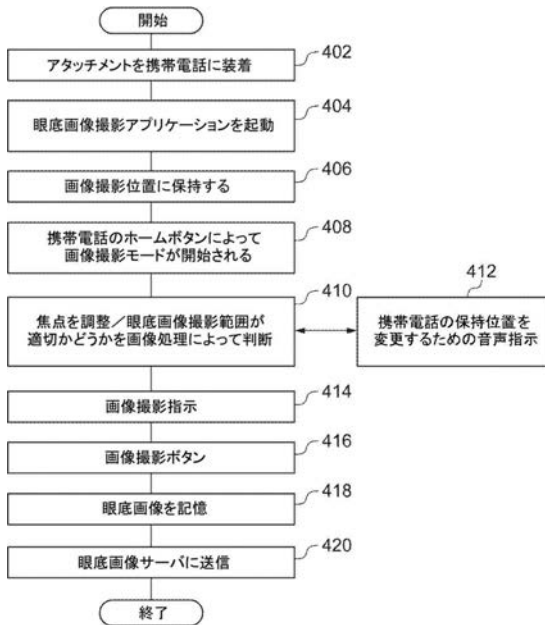 開始
アタッチメントを携帯電話に装着
402
眼底画像撮影アプリケーションを起動
404
画像撮影位置に保持する
406
携帯電話のホームボタンによって
画像撮影モードが開始される
408
焦点を調整/眼底画像撮影範囲が
適切かどうかを画像処理によって判断
410
携帯電話の保持位置を
変更するための音声指示
412
画像撮影指示
414
画像撮影ボタン
416
眼底画像を記憶
418
眼底画像サーバに送信
420
終了